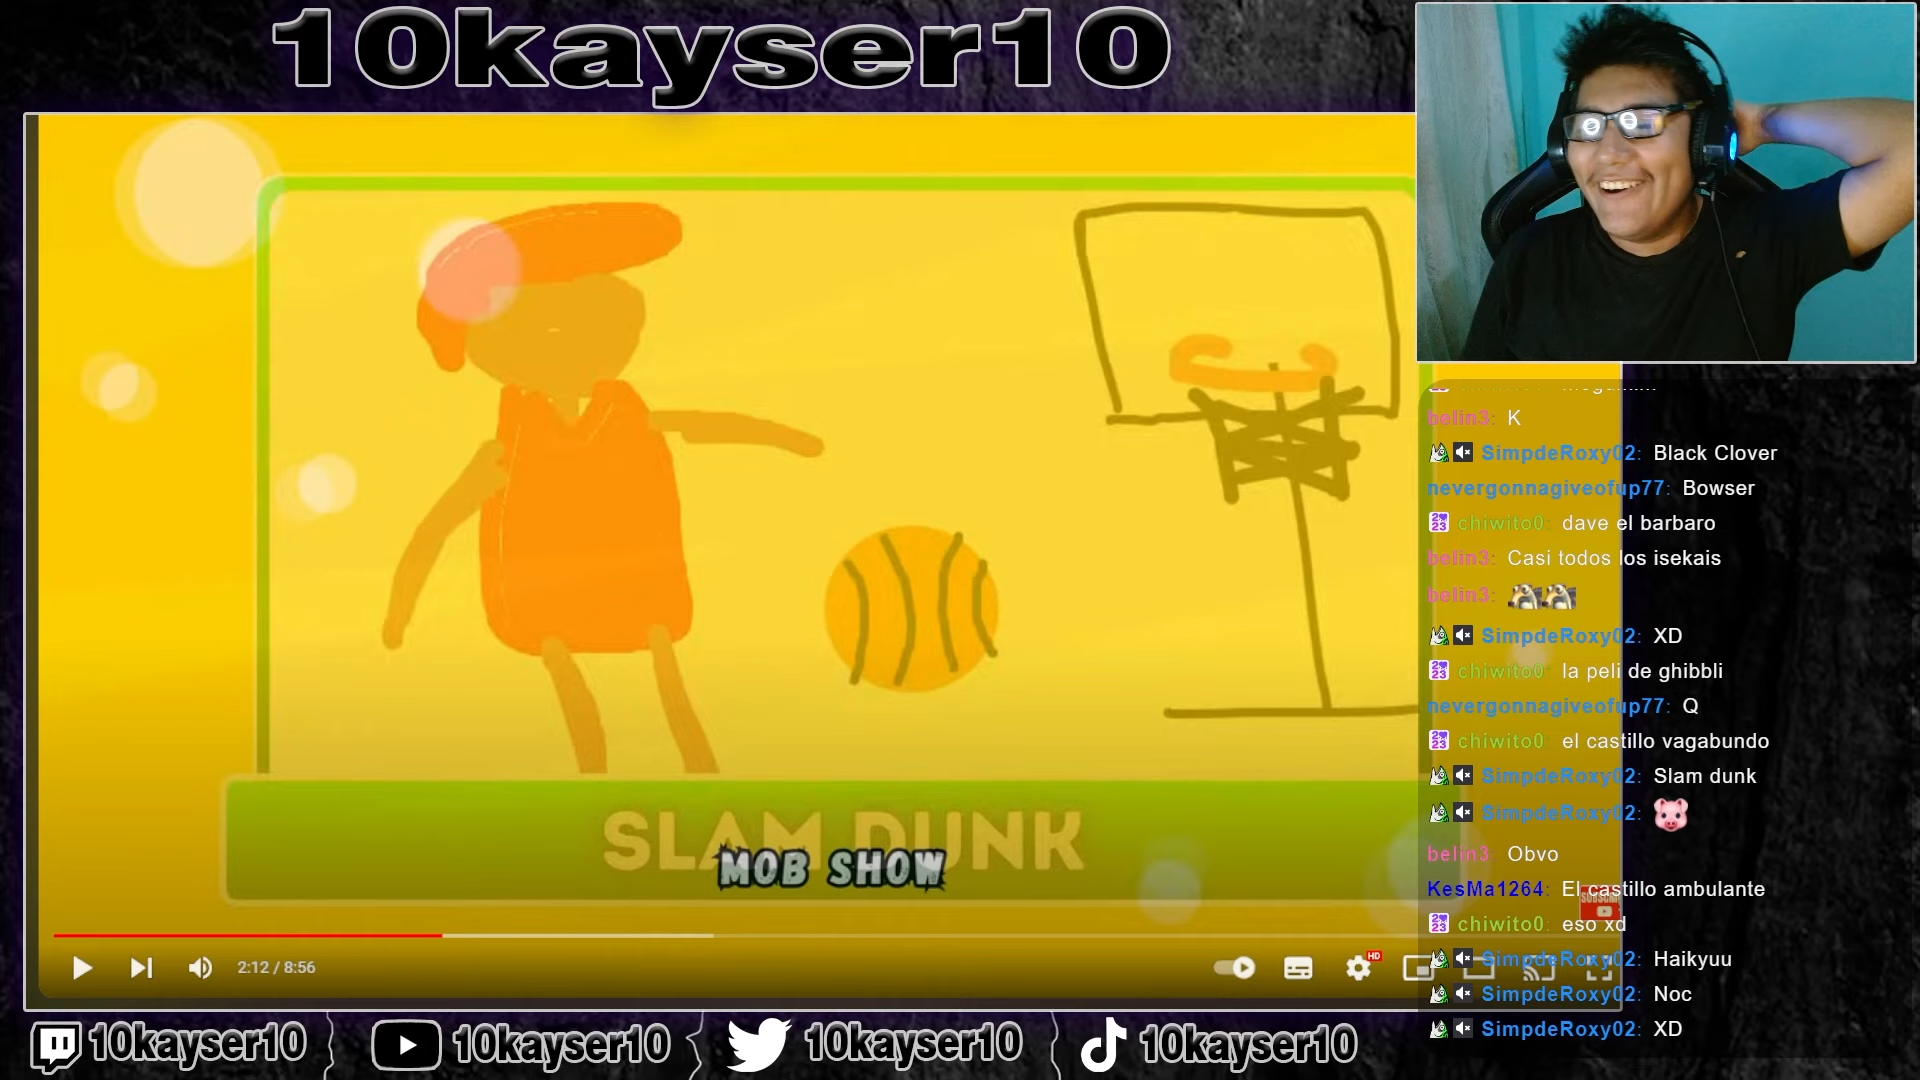 10kayser10
SLAM DUNK
MOB SHOW
2:12 / 8:56
HD
belin3: K
SimpdeRoxy02: Black Clover
nevergonnagiveofup77: Bowser
chiwito0: dave el barbaro
belin3: Casi todos los isekais
belin3:
SimpdeRoxy02: XD
chiwito0: la peli de ghibbli
nevergonnagiveofup77: Q
chiwito0: el castillo vagabundo
SimpdeRoxy02: Slam dunk
SimpdeRoxy02:
belin3: Obvo
KesMa1264: El castillo ambulante
chiwito0: eso xd
SimpdeRoxy02: Haikyuu
SimpdeRoxy02: Noc
SimpdeRoxy02: XD
10kayser10
10kayser10
10kayser10
10kayser10